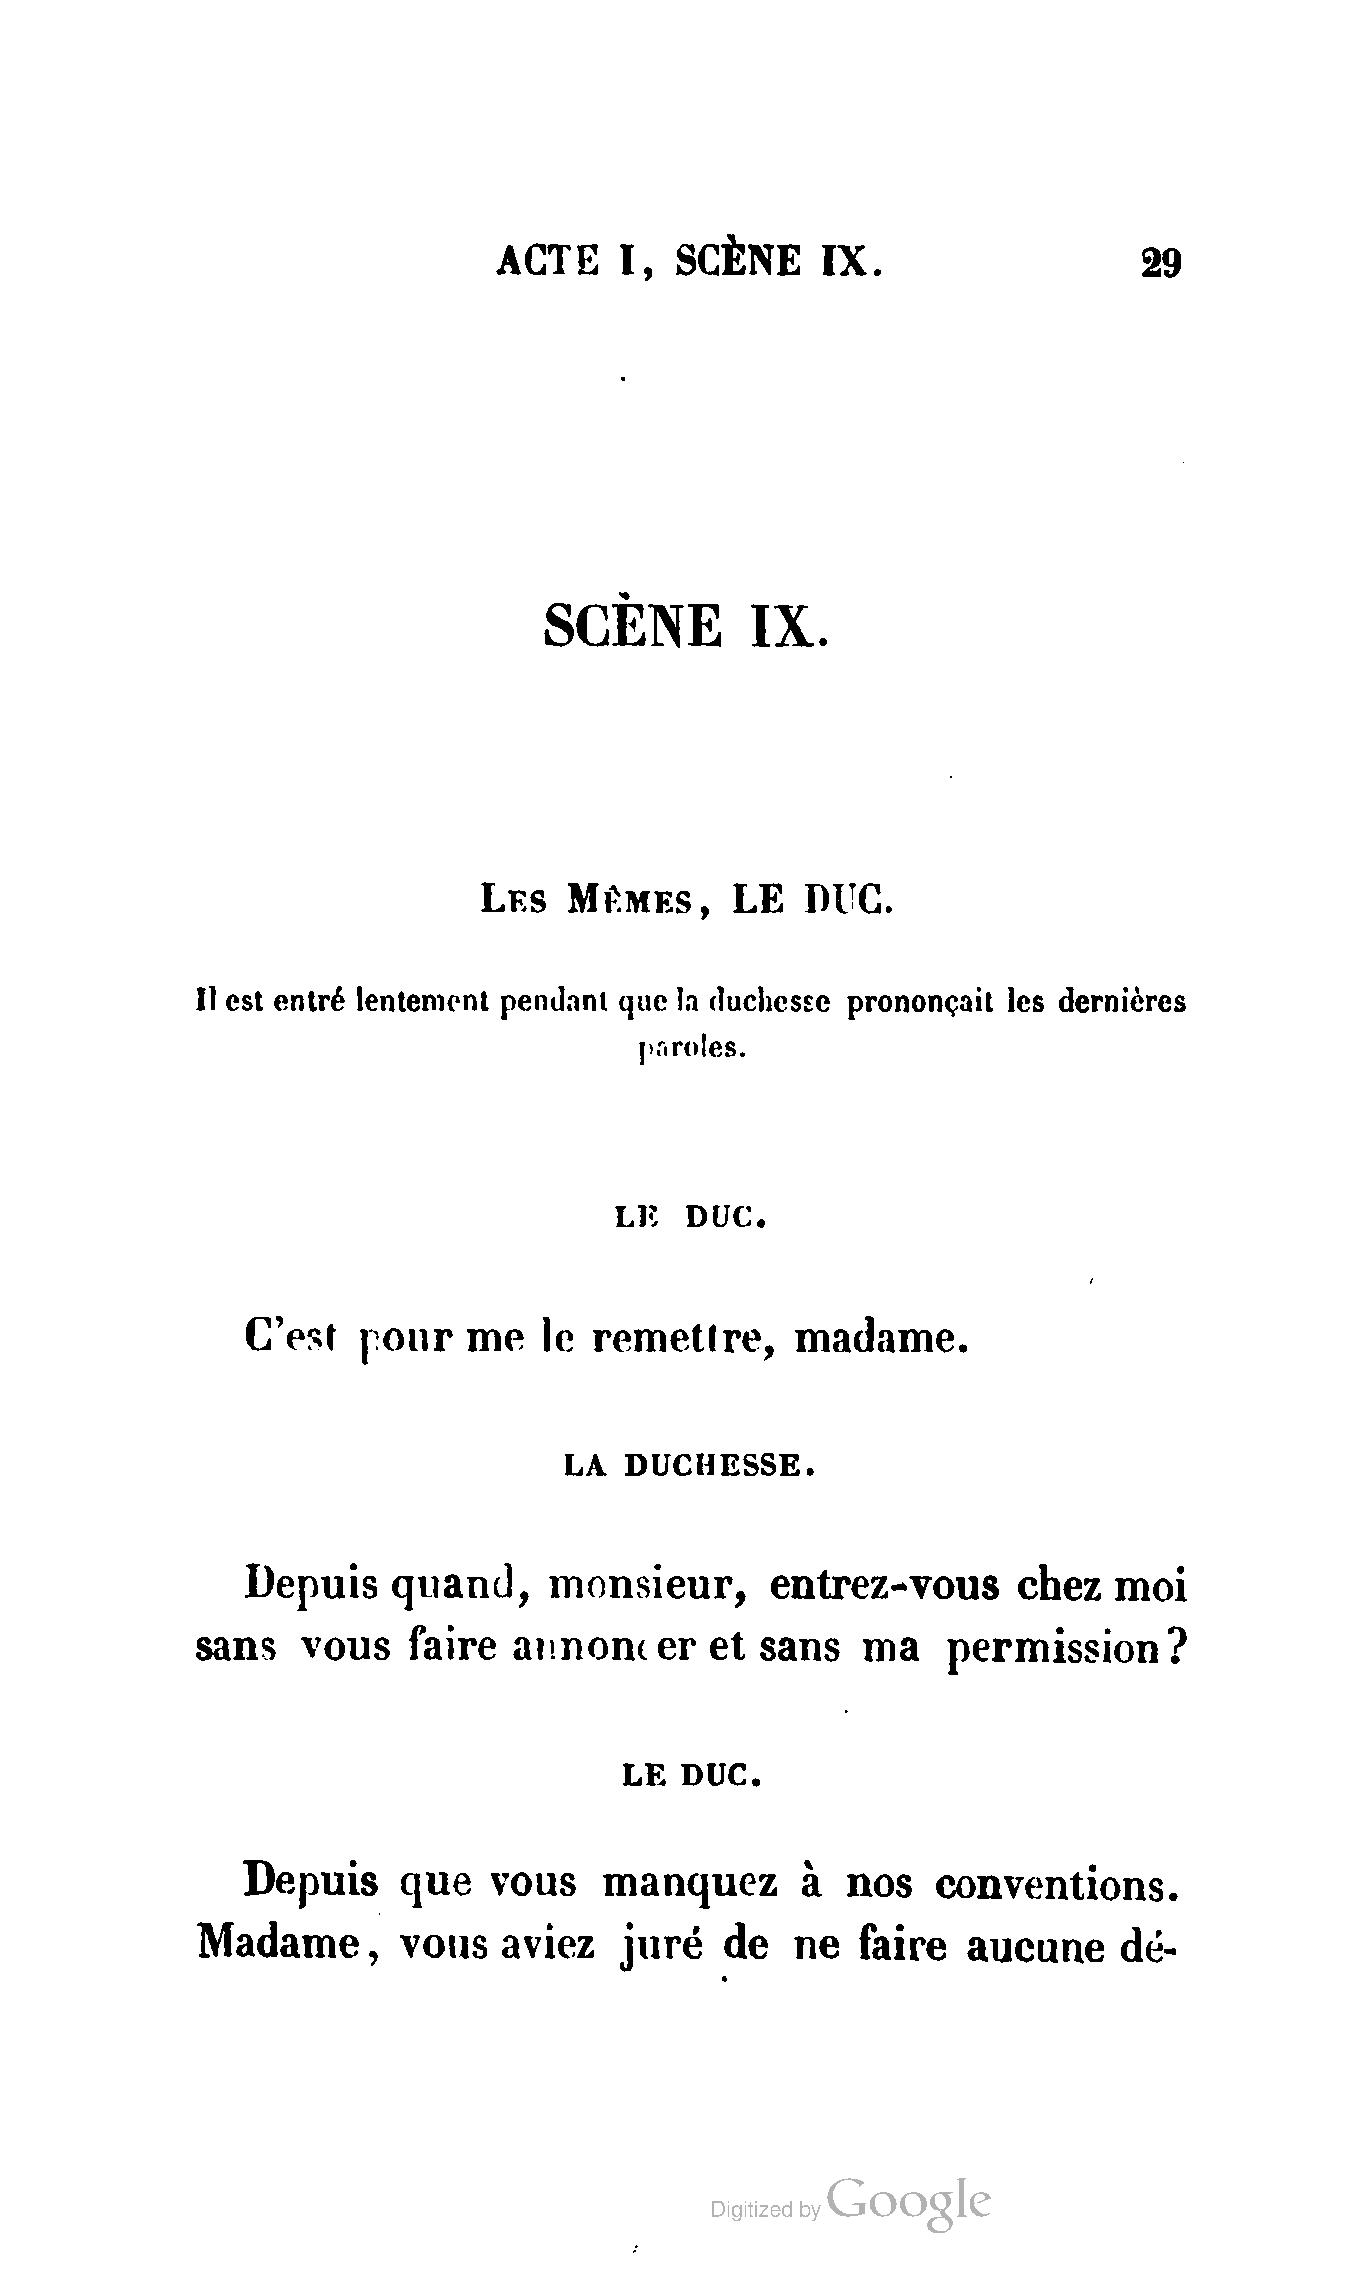 ACTE I, SCÈNE IX. 29
SCÈNE IX.
LES MÊMES, LE DUC.
Il est entré lentement pendant que la duchesse prononçait les dernières
paroles.
LE DUC.
C'est pour me le remettre, madame.
LA DUCHESSE.
Depuis quand, monsieur, entrez-vous chez moi
sans vous faire annoncer et sans ma permission?
LE DUC.
Depuis que vous manquez à nos conventions.
Madame, vous aviez juré de ne faire aucune dé-
Digitized by Google